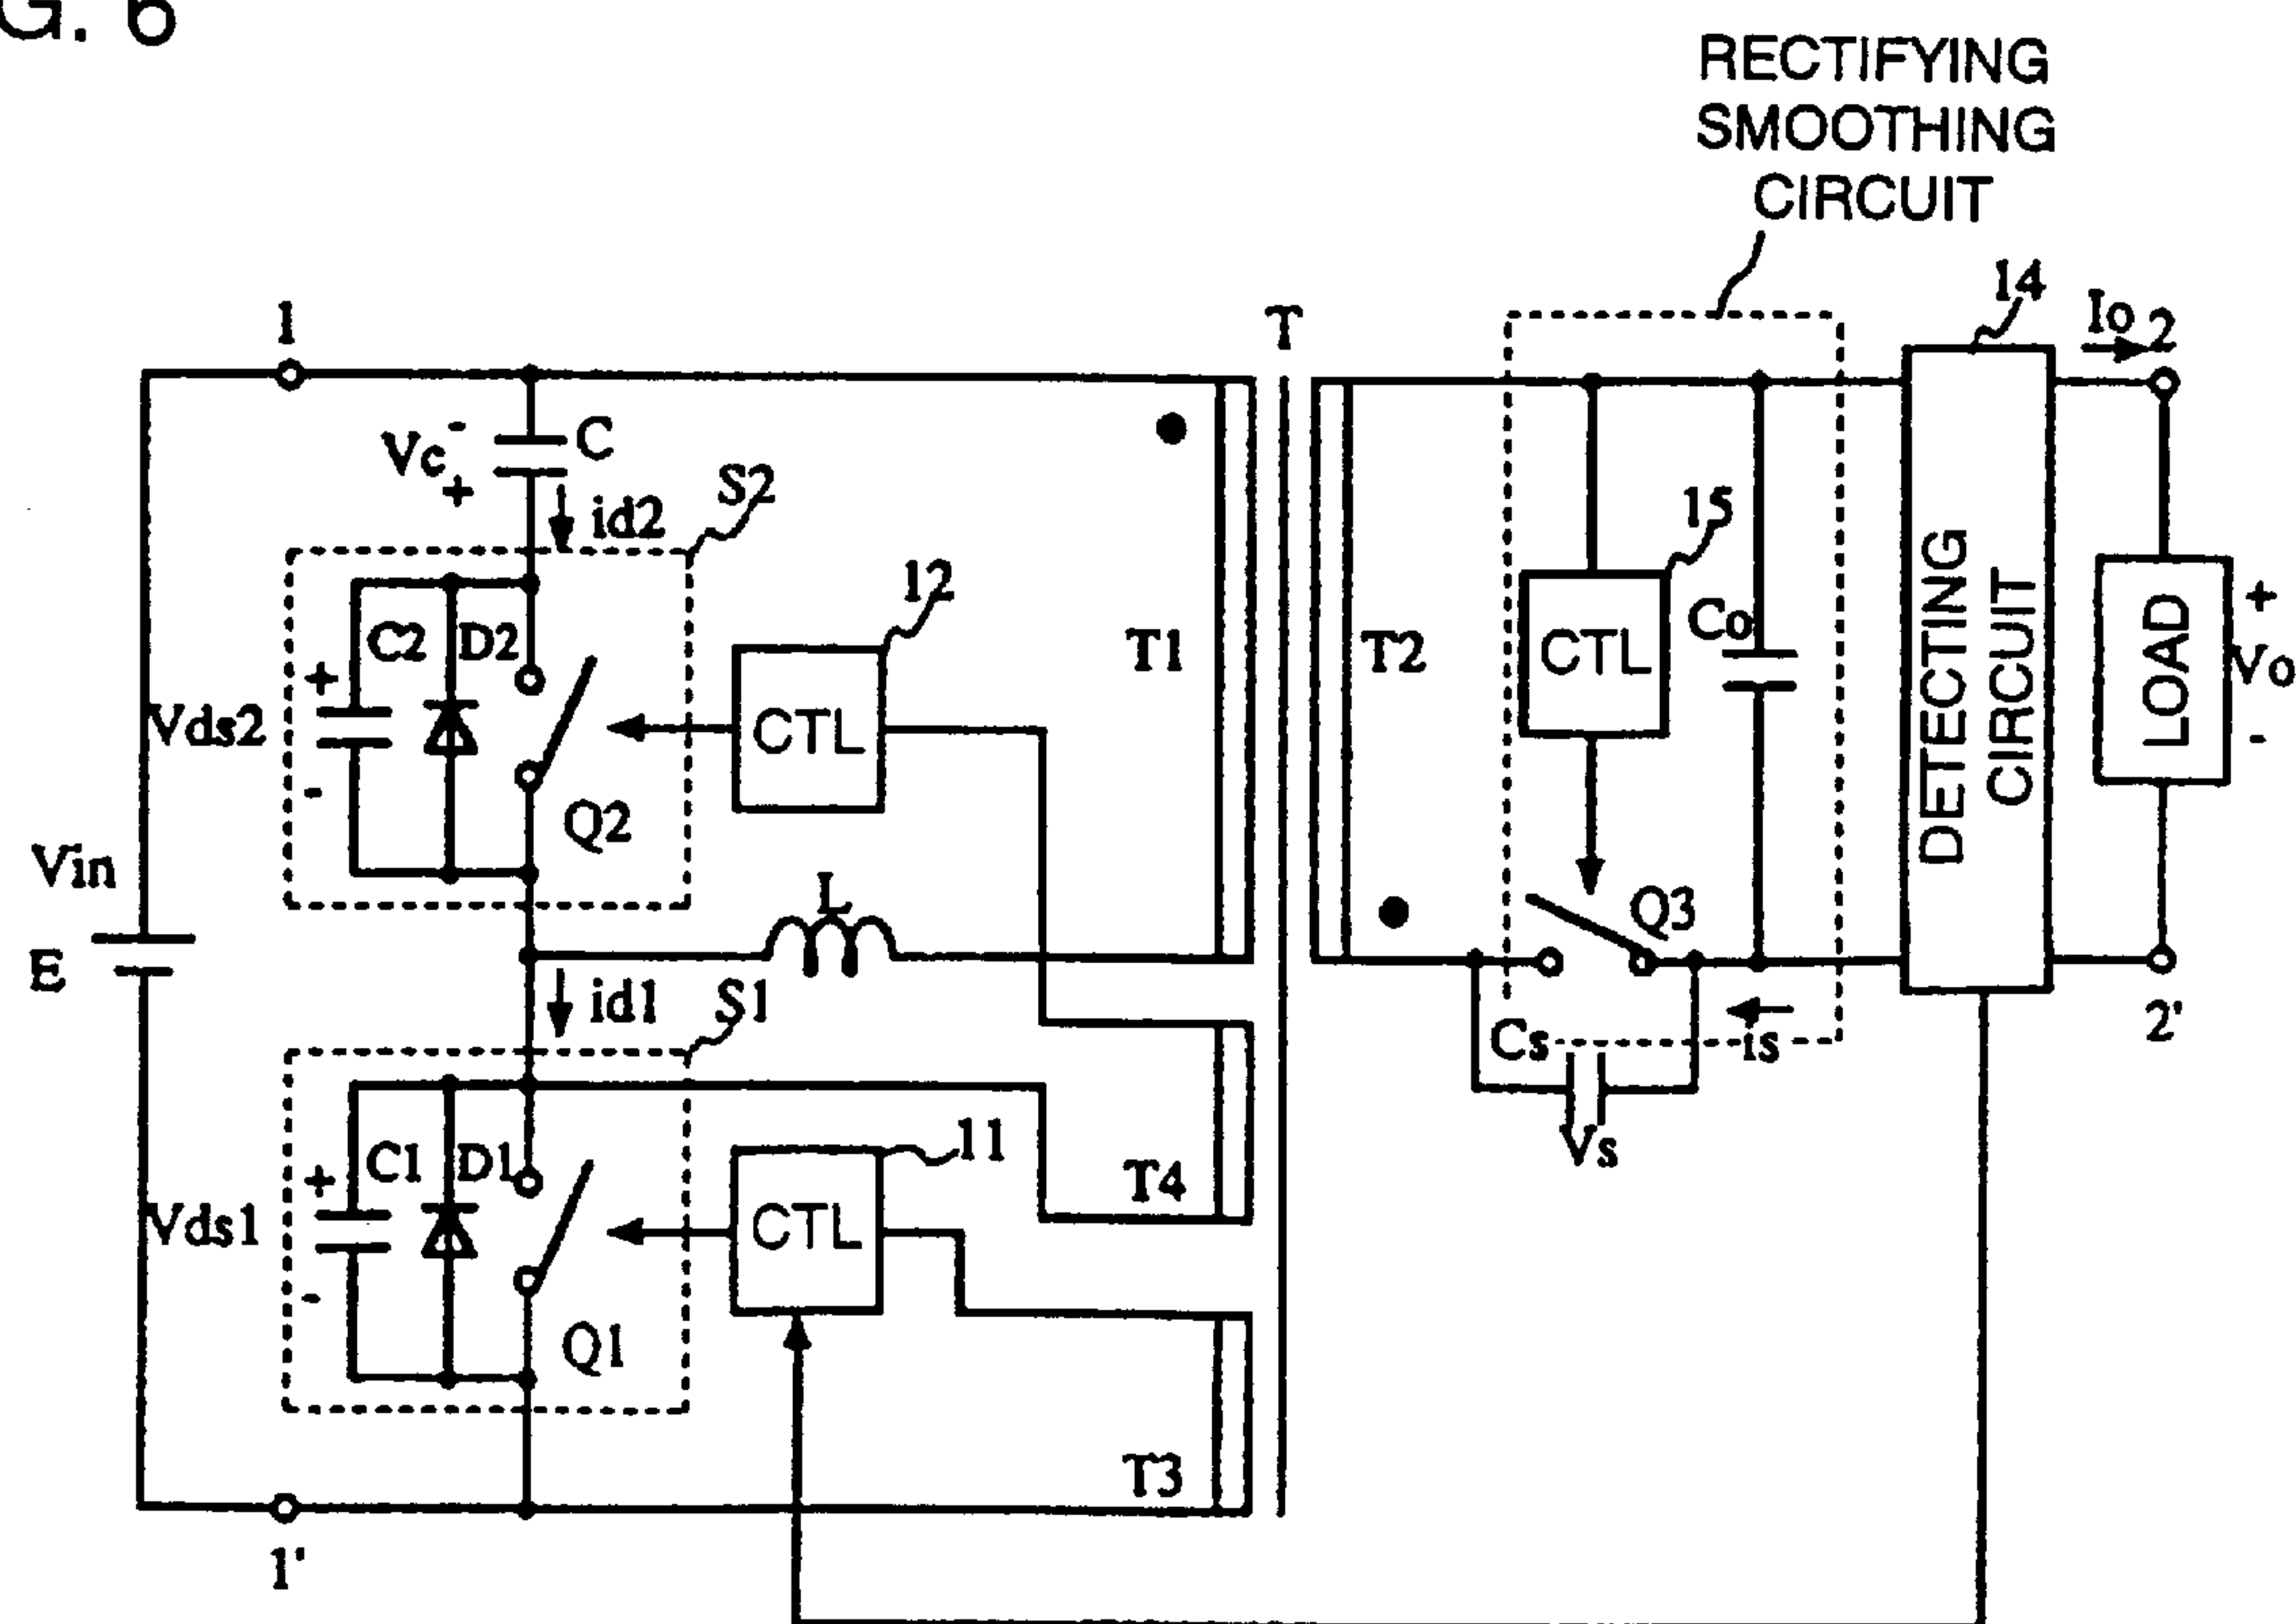 G. 6
RECTIFYING
SMOOTHING
CIRCUIT
1
T
14
Io
2
Vc
-
+
C
id2
S2
15
12
C2
D2
+
Vds2
-
CTL
T1
T2
CTL
Co
DETECTING
CIRCUIT
LOAD
+
Vo
-
Q2
Vin
E
L
Q3
id1
S1
Cs
is
2'
Vs
11
C1
D1
+
Vds1
-
CTL
T4
Q1
T3
1'